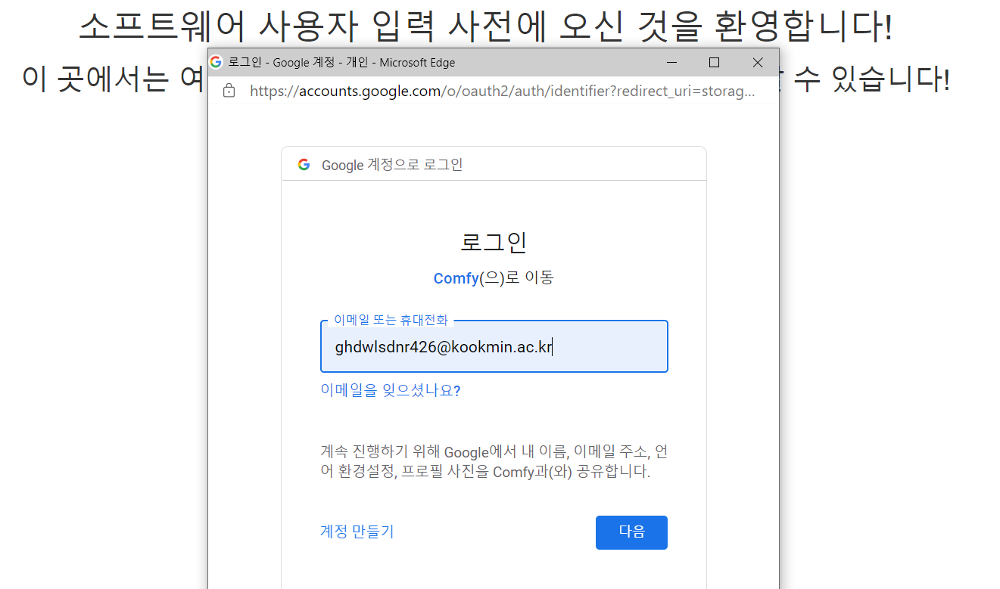 소프트웨어 사용자 입력 사전에 오신 것을 환영합니다!
로그인 - Google 계정 - 개인 - Microsoft Edge
이 곳에서는 여 수 있습니다!
https://accounts.google.com/o/oauth2/auth/identifier?redirect_uri=storag...
Google 계정으로 로그인
로그인
Comfy(으)로 이동
이메일 또는 휴대전화
ghdwlsdnr426@kookmin.ac.kr
이메일을 잊으셨나요?
계속 진행하기 위해 Google에서 내 이름, 이메일 주소, 언
어 환경설정, 프로필 사진을 Comfy과(와) 공유합니다.
계정 만들기
다음